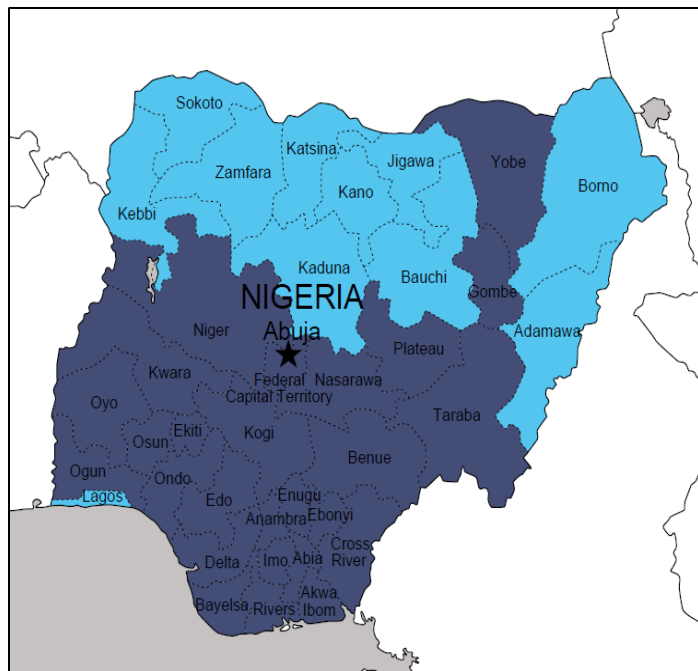 Sokoto
Katsina
Jigawa
Yobe
Zamfara
Kano
Borno
Kebbi
Kaduna
Bauchi
NIGERIA
Gombe
Abuja
Adamawa
Niger
Plateau
Kwara
Federal
Capital Territory
Nasarawa
Taraba
Oyo
Ekiti
Kogi
Osun
Benue
Ogun
Ondo
Lagos
Edo
Enugu
Anambra
Ebonyi
Cross
River
Delta
Imo
Abia
Akwa
Ibom
Bayelsa
Rivers